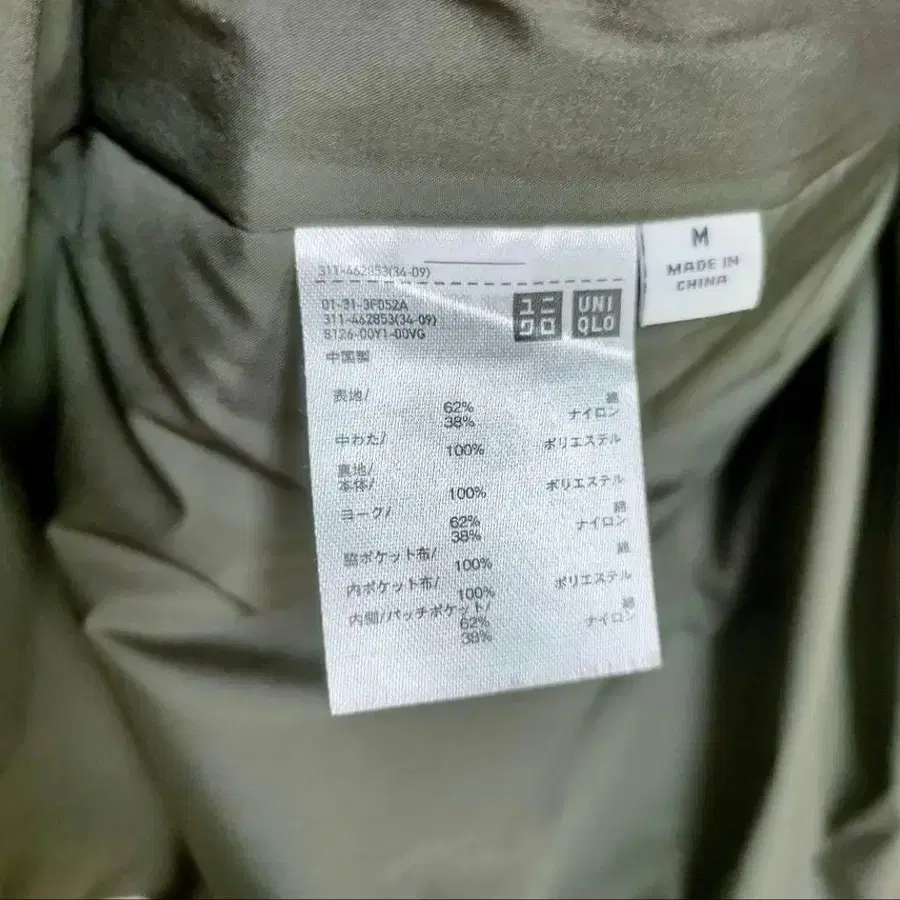 311-462853(34-09)
01-31-3F052A
311-462853(34-09)
S126-00Y1-00VG
中国製
ユニ
クロ
UNI
QLO
M
MADE IN
CHINA
表地/
62% 綿
38% ナイロン
中わた/
100% ポリエステル
裏地/
本体/
100% ポリエステル
ヨーク/
62% 綿
38% ナイロン
脇ポケット布/
100% 綿
内ポケット布/
100% ポリエステル
内側/パッチポケット/
62% 綿
38% ナイロン